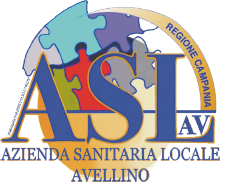 REGIONE CAMPANIA
ASL
AV
AZIENDA SANITARIA LOCALE
AVELLINO